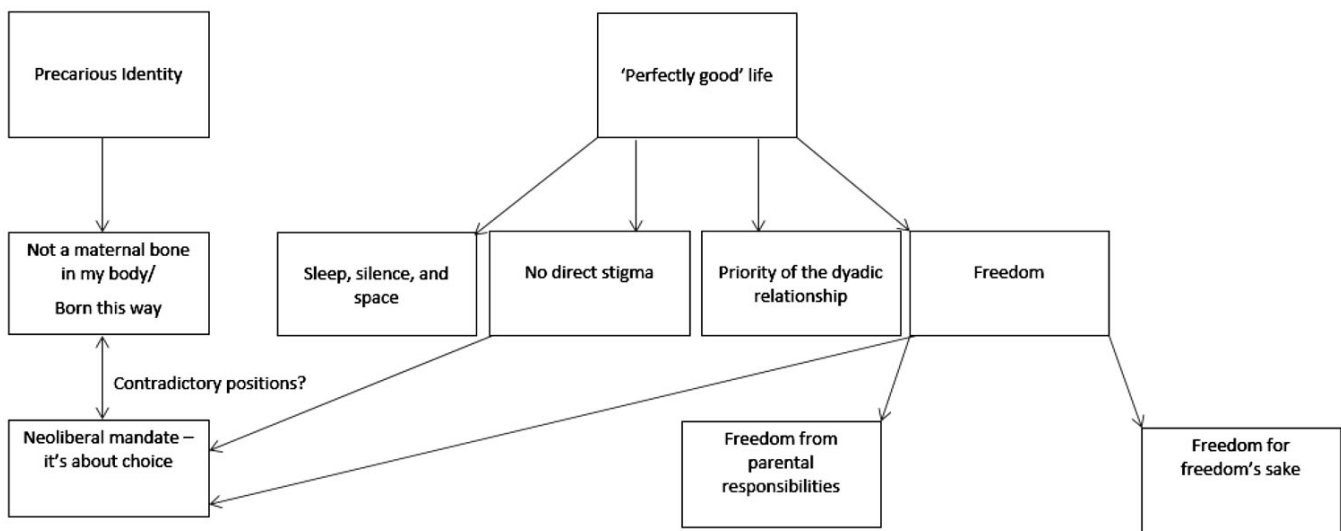 Precarious Identity
‘Perfectly good’ life
Not a maternal bone
in my body/
Born this way
Sleep, silence, and
space
No direct stigma
Priority of the dyadic
relationship
Freedom
Contradictory positions?
Neoliberal mandate –
it’s about choice
Freedom from
parental
responsibilities
Freedom for
freedom’s sake